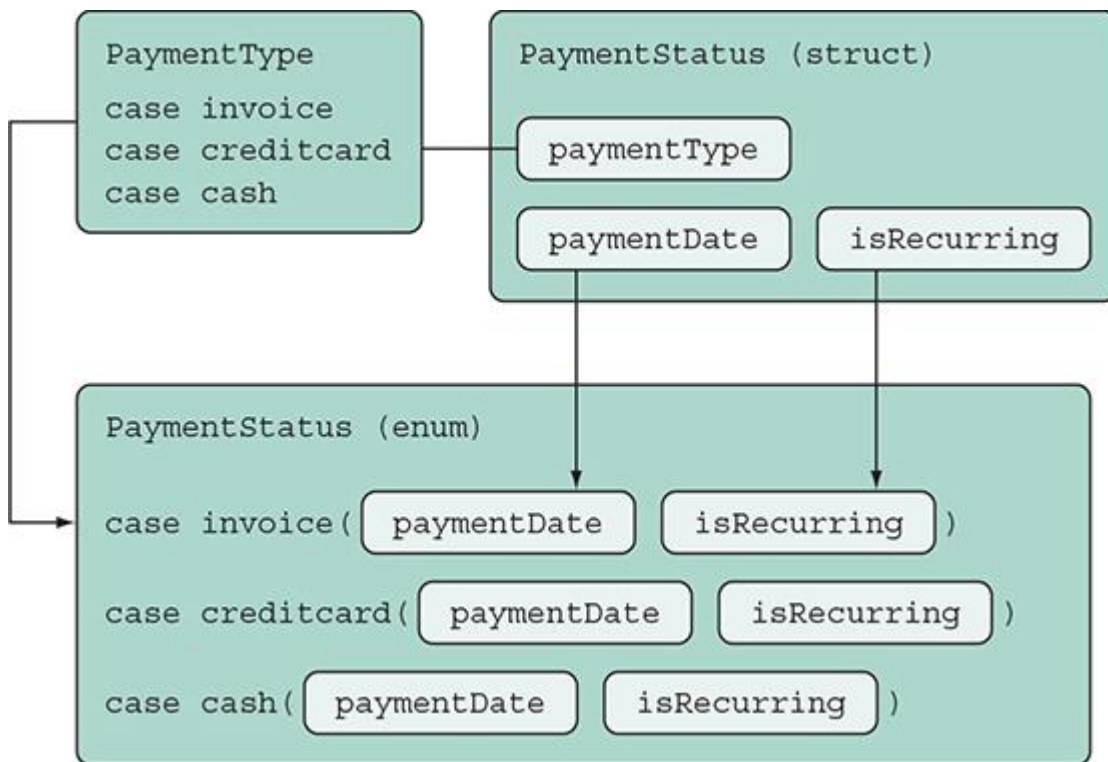 PaymentType
case invoice
case creditcard
case cash
PaymentStatus (struct)
paymentType
paymentDate isRecurring
PaymentStatus (enum)
case invoice( paymentDate isRecurring )
case creditcard( paymentDate isRecurring )
case cash( paymentDate isRecurring )